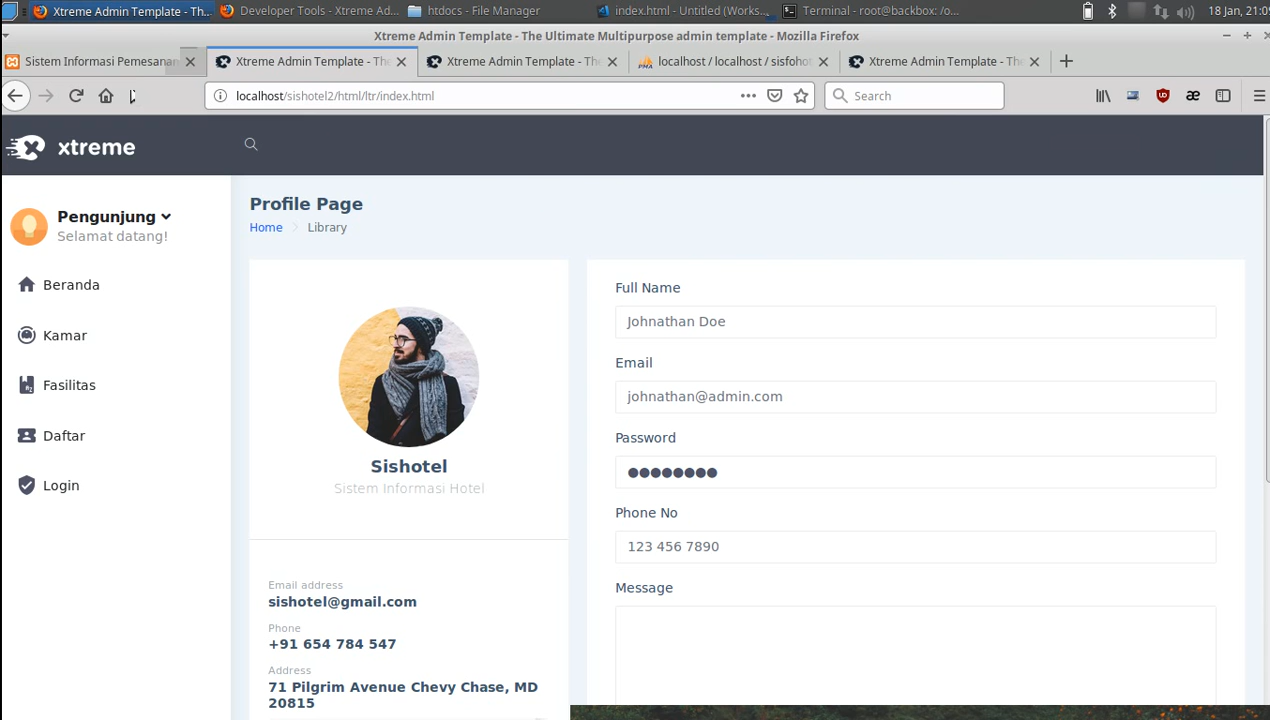 Xtreme Admin Template - Th...
Developer Tools - Xtreme Ad...
htdocs - File Manager
index.html - Untitled (Works...
Terminal - root@backbox: /o...
18 Jan, 21:0
Xtreme Admin Template - The Ultimate Multipurpose admin template - Mozilla Firefox
Sistem Informasi Pemesanan
Xtreme Admin Template - The
Xtreme Admin Template - The
localhost / localhost / sisfohot
Xtreme Admin Template - The
localhost/sishotel2/html/ltr/index.html
Search
xtreme
Pengunjung
Selamat datang!
Beranda
Kamar
Fasilitas
Daftar
Login
Profile Page
Home
Library
Sishotel
Sistem Informasi Hotel
Email address
sishotel@gmail.com
Phone
+91 654 784 547
Address
71 Pilgrim Avenue Chevy Chase, MD
20815
Full Name
Johnathan Doe
Email
johnathan@admin.com
Password
●●●●●●●●
Phone No
123 456 7890
Message